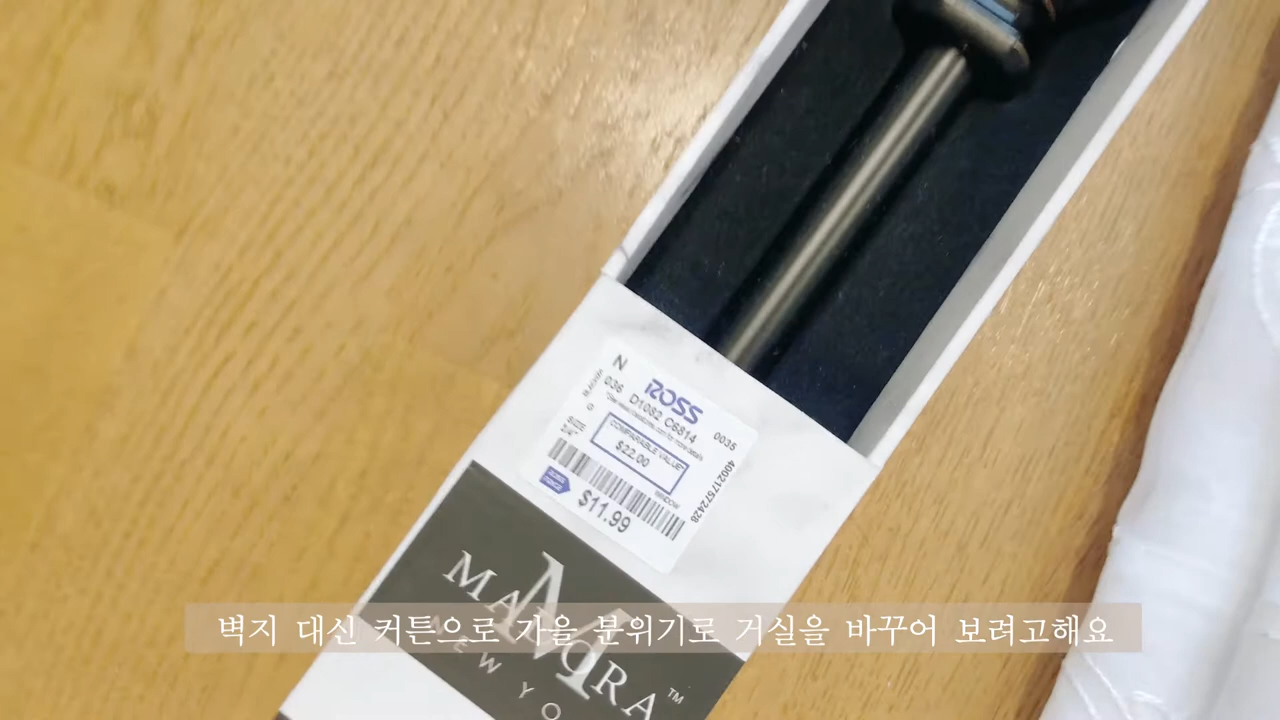 N
ROSS
036 D1082 C6814 0035
COMPARABLE VALUE
$22.00
400217572428
WINDOW
$11.99
M
NEW YO
벽지 대신 커튼으로 가을 분위기로 거실을 바꾸어 보려고해요